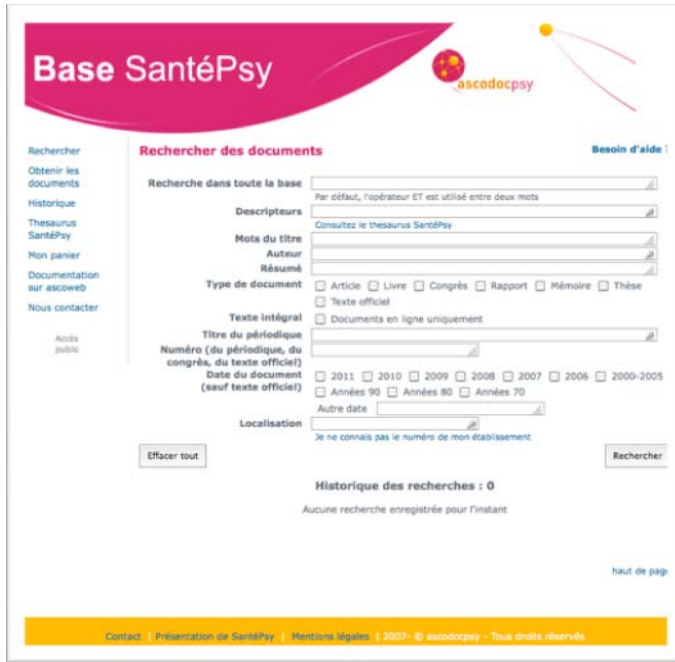 Base SantéPsy
ascodocpsy
Rechercher
Obtenir les
documents
Historique
Thesaurus
SantéPsy
Mon panier
Documentation
sur ascoweb
Nous contacter
Accès
public
Rechercher des documents
Besoin d'aide ?
Recherche dans toute la base
Par défaut, l'opérateur ET est utilisé entre deux mots
Descripteurs
Consultez le thesaurus SantéPsy
Mots du titre
Auteur
Résumé
Type de document
Article Livre Congrès Rapport Mémoire Thèse
Texte officiel
Texte intégral
Documents en ligne uniquement
Titre du périodique
Numéro (du périodique, du
congrès, du texte officiel)
Date du document
(sauf texte officiel)
2011 2010 2009 2008 2007 2006 2000-2005
Années 90 Années 80 Années 70
Autre date
Localisation
Je ne connais pas le numéro de mon établissement
Effacer tout
Rechercher
Historique des recherches : 0
Aucune recherche enregistrée pour l'instant
haut de page
Contact | Présentation de SantéPsy | Mentions légales | 2007- © ascodocpsy - Tous droits réservés